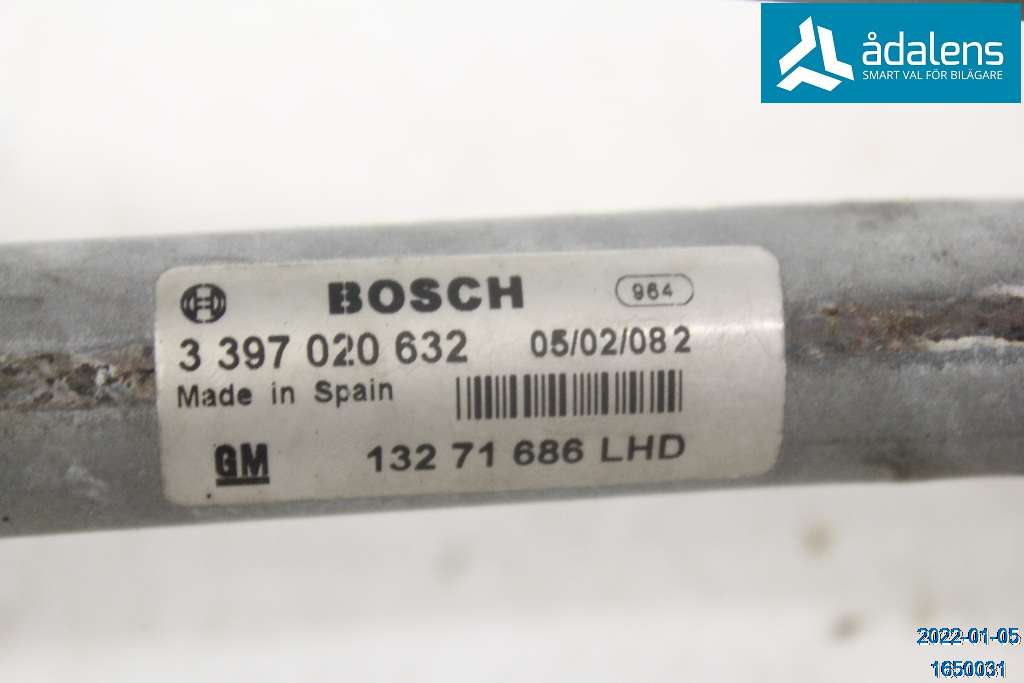 ådalens
SMART VAL FÖR BILÄGARE
BOSCH 964
3 397 020 632 05/02/08 2
Made in Spain
GM 132 71 686 LHD
2022-01-05
1650031